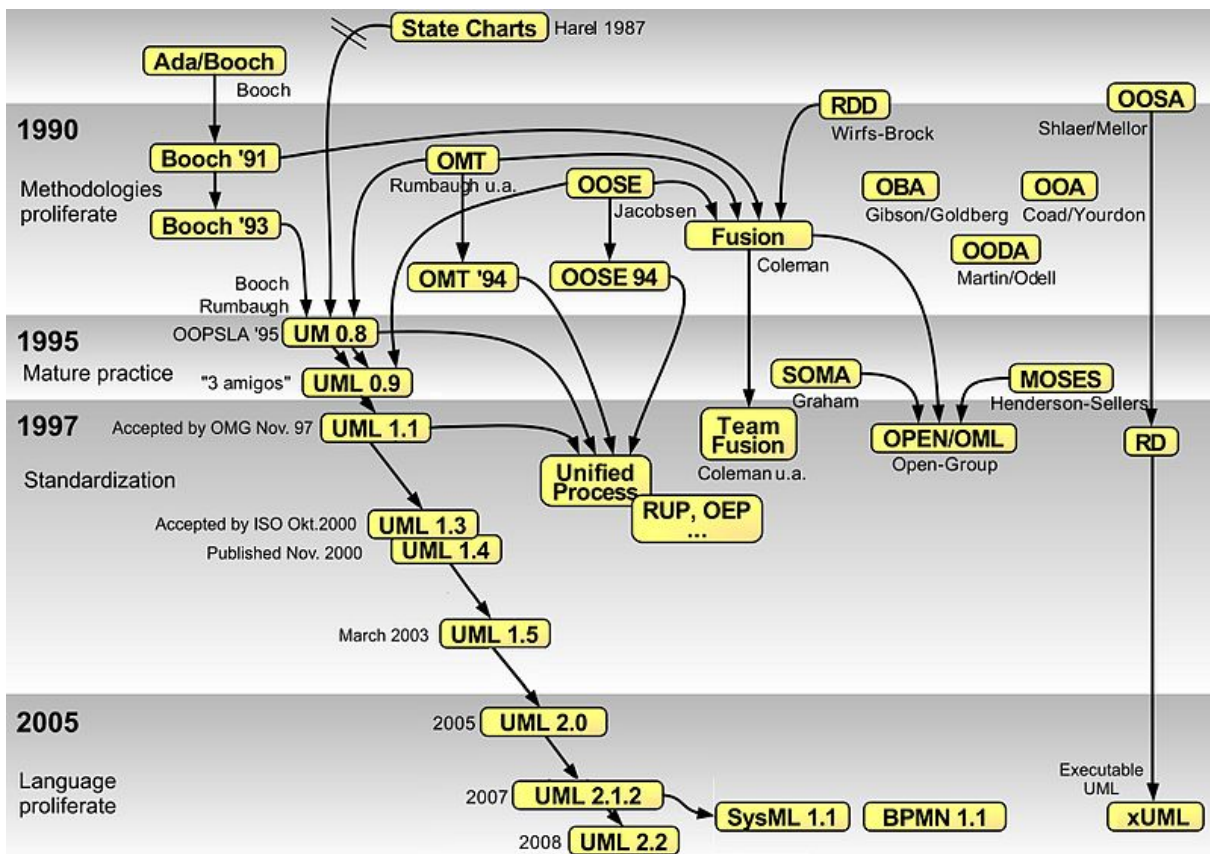 State Charts
Harel 1987
Ada/Booch
Booch
RDD
Wirfs-Brock
OOSA
Shlaer/Mellor
1990
Methodologies
proliferate
Booch '91
OMT
Rumbaugh u.a.
OOSE
Jacobsen
OBA
Gibson/Goldberg
OOA
Coad/Yourdon
Booch '93
Fusion
Coleman
OODA
Martin/Odell
OMT '94
OOSE 94
Booch
Rumbaugh
1995
Mature practice
OOPSLA '95
UM 0.8
"3 amigos"
UML 0.9
SOMA
Graham
MOSES
Henderson-Sellers
1997
Standardization
Accepted by OMG Nov. 97
UML 1.1
Team
Fusion
Coleman u.a.
OPEN/OML
Open-Group
RD
Unified
Process
RUP, OEP
...
Accepted by ISO Okt.2000
UML 1.3
Published Nov. 2000
UML 1.4
March 2003
UML 1.5
2005
Language
proliferate
2005
UML 2.0
2007
UML 2.1.2
2008
UML 2.2
SysML 1.1
BPMN 1.1
Executable
UML
xUML